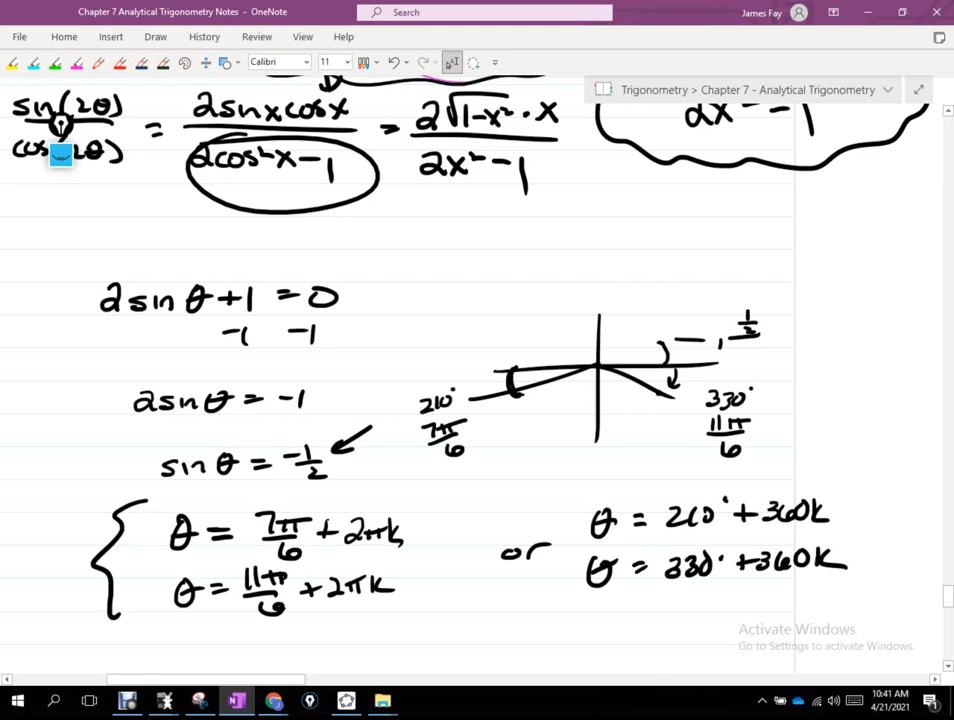 Chapter 7 Analytical Trigonometry Notes - OneNote
Search
James Fay
File Home Insert Draw History Review View Help
Calibri 11
Trigonometry > Chapter 7 - Analytical Trigonometry
sin(2θ)/cos(2θ) = 2sinxcosx/2cos²x-1 = 2√1-x²·x/2x²-1
2x²-1
2sinθ+1 = 0
-1 -1
1/2
2sinθ = -1
210° 330°
7π/6 11π/6
sinθ = -1/2
θ = 7π/6 + 2πk
θ = 11π/6 + 2πk
or
θ = 210° + 360k
θ = 330° + 360k
Activate Windows
Go to Settings to activate Windows.
10:41 AM
4/21/2021